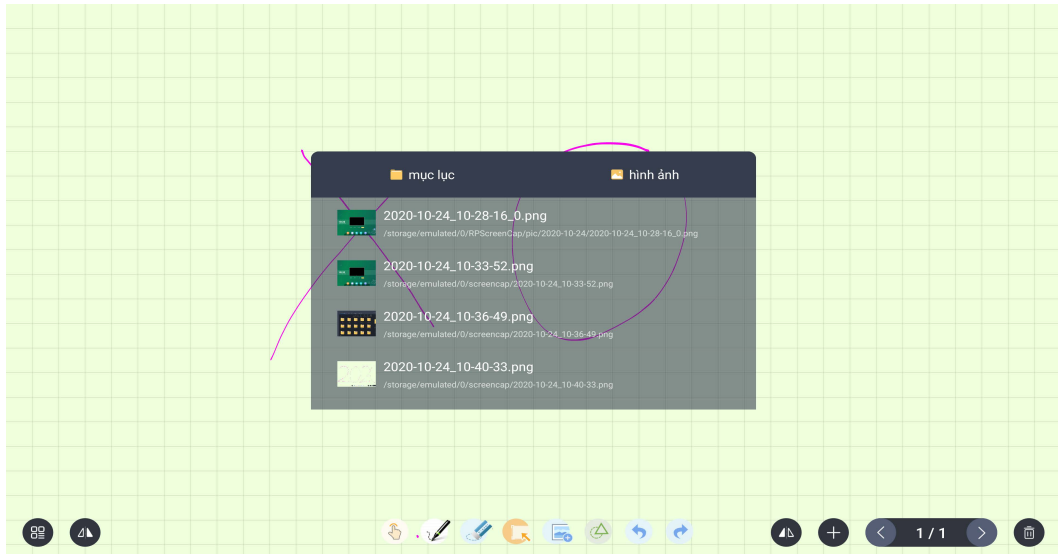 mục lục
hình ảnh
2020-10-24_10-28-16_0.png
/storage/emulated/0/RPScreenCap/pic/2020-10-24/2020-10-24_10-28-16_0.png
2020-10-24_10-33-52.png
/storage/emulated/0/screencap/2020-10-24_10-33-52.png
2020-10-24_10-36-49.png
/storage/emulated/0/screencap/2020-10-24_10-36-49.png
2020-10-24_10-40-33.png
/storage/emulated/0/screencap/2020-10-24_10-40-33.png
1 / 1